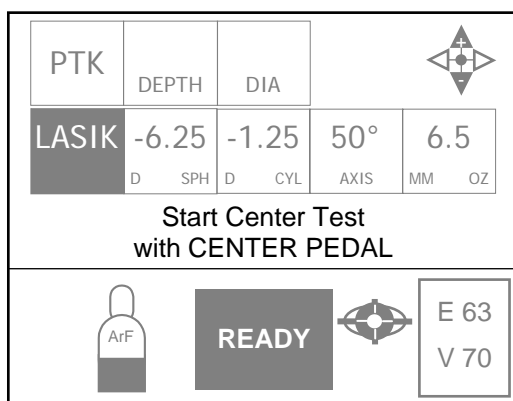 PTK
DEPTH DIA
LASIK -6.25 -1.25 50° 6.5
D SPH D CYL AXIS MM OZ
Start Center Test
with CENTER PEDAL
ArF READY E 63
V 70